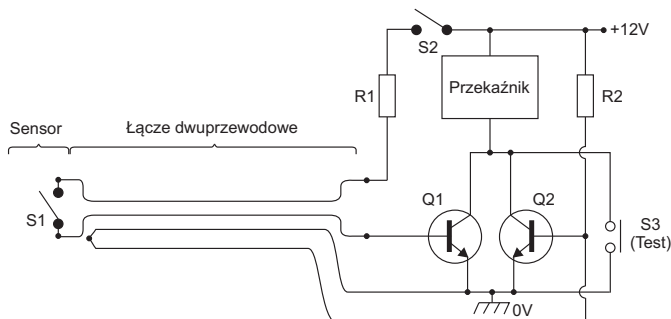 S2
+12V
R1
Przekaźnik
R2
Sensor
Łącze dwuprzewodowe
S1
Q1
Q2
S3
(Test)
0V